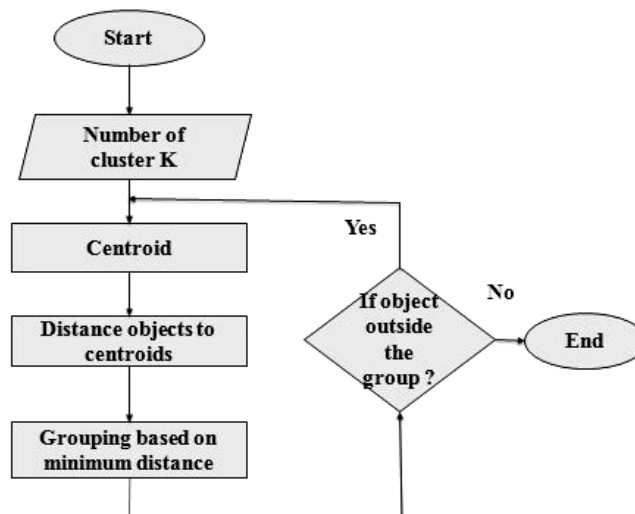 Start
Number of
cluster K
Centroid
Distance objects to
centroids
Grouping based on
minimum distance
Yes
If object
outside
the
group ?
No
End